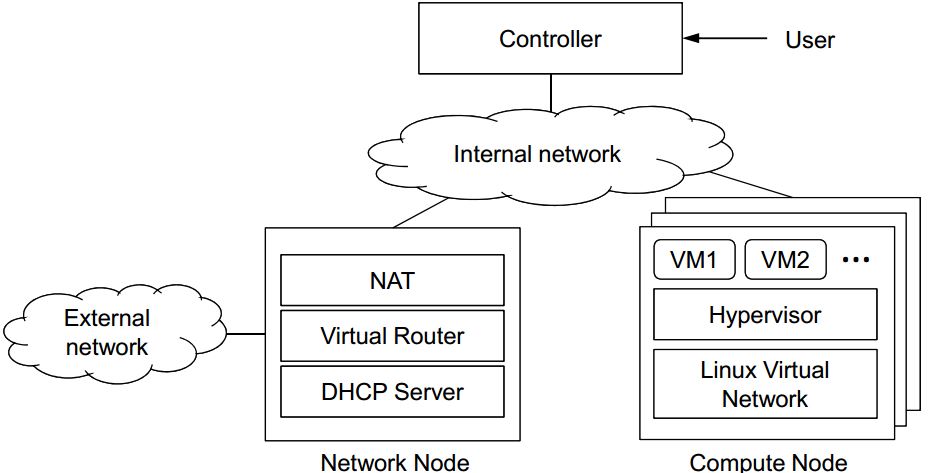 Controller
User
Internal network
NAT
Virtual Router
DHCP Server
Network Node
External
network
VM1
VM2
•••
Hypervisor
Linux Virtual
Network
Compute Node